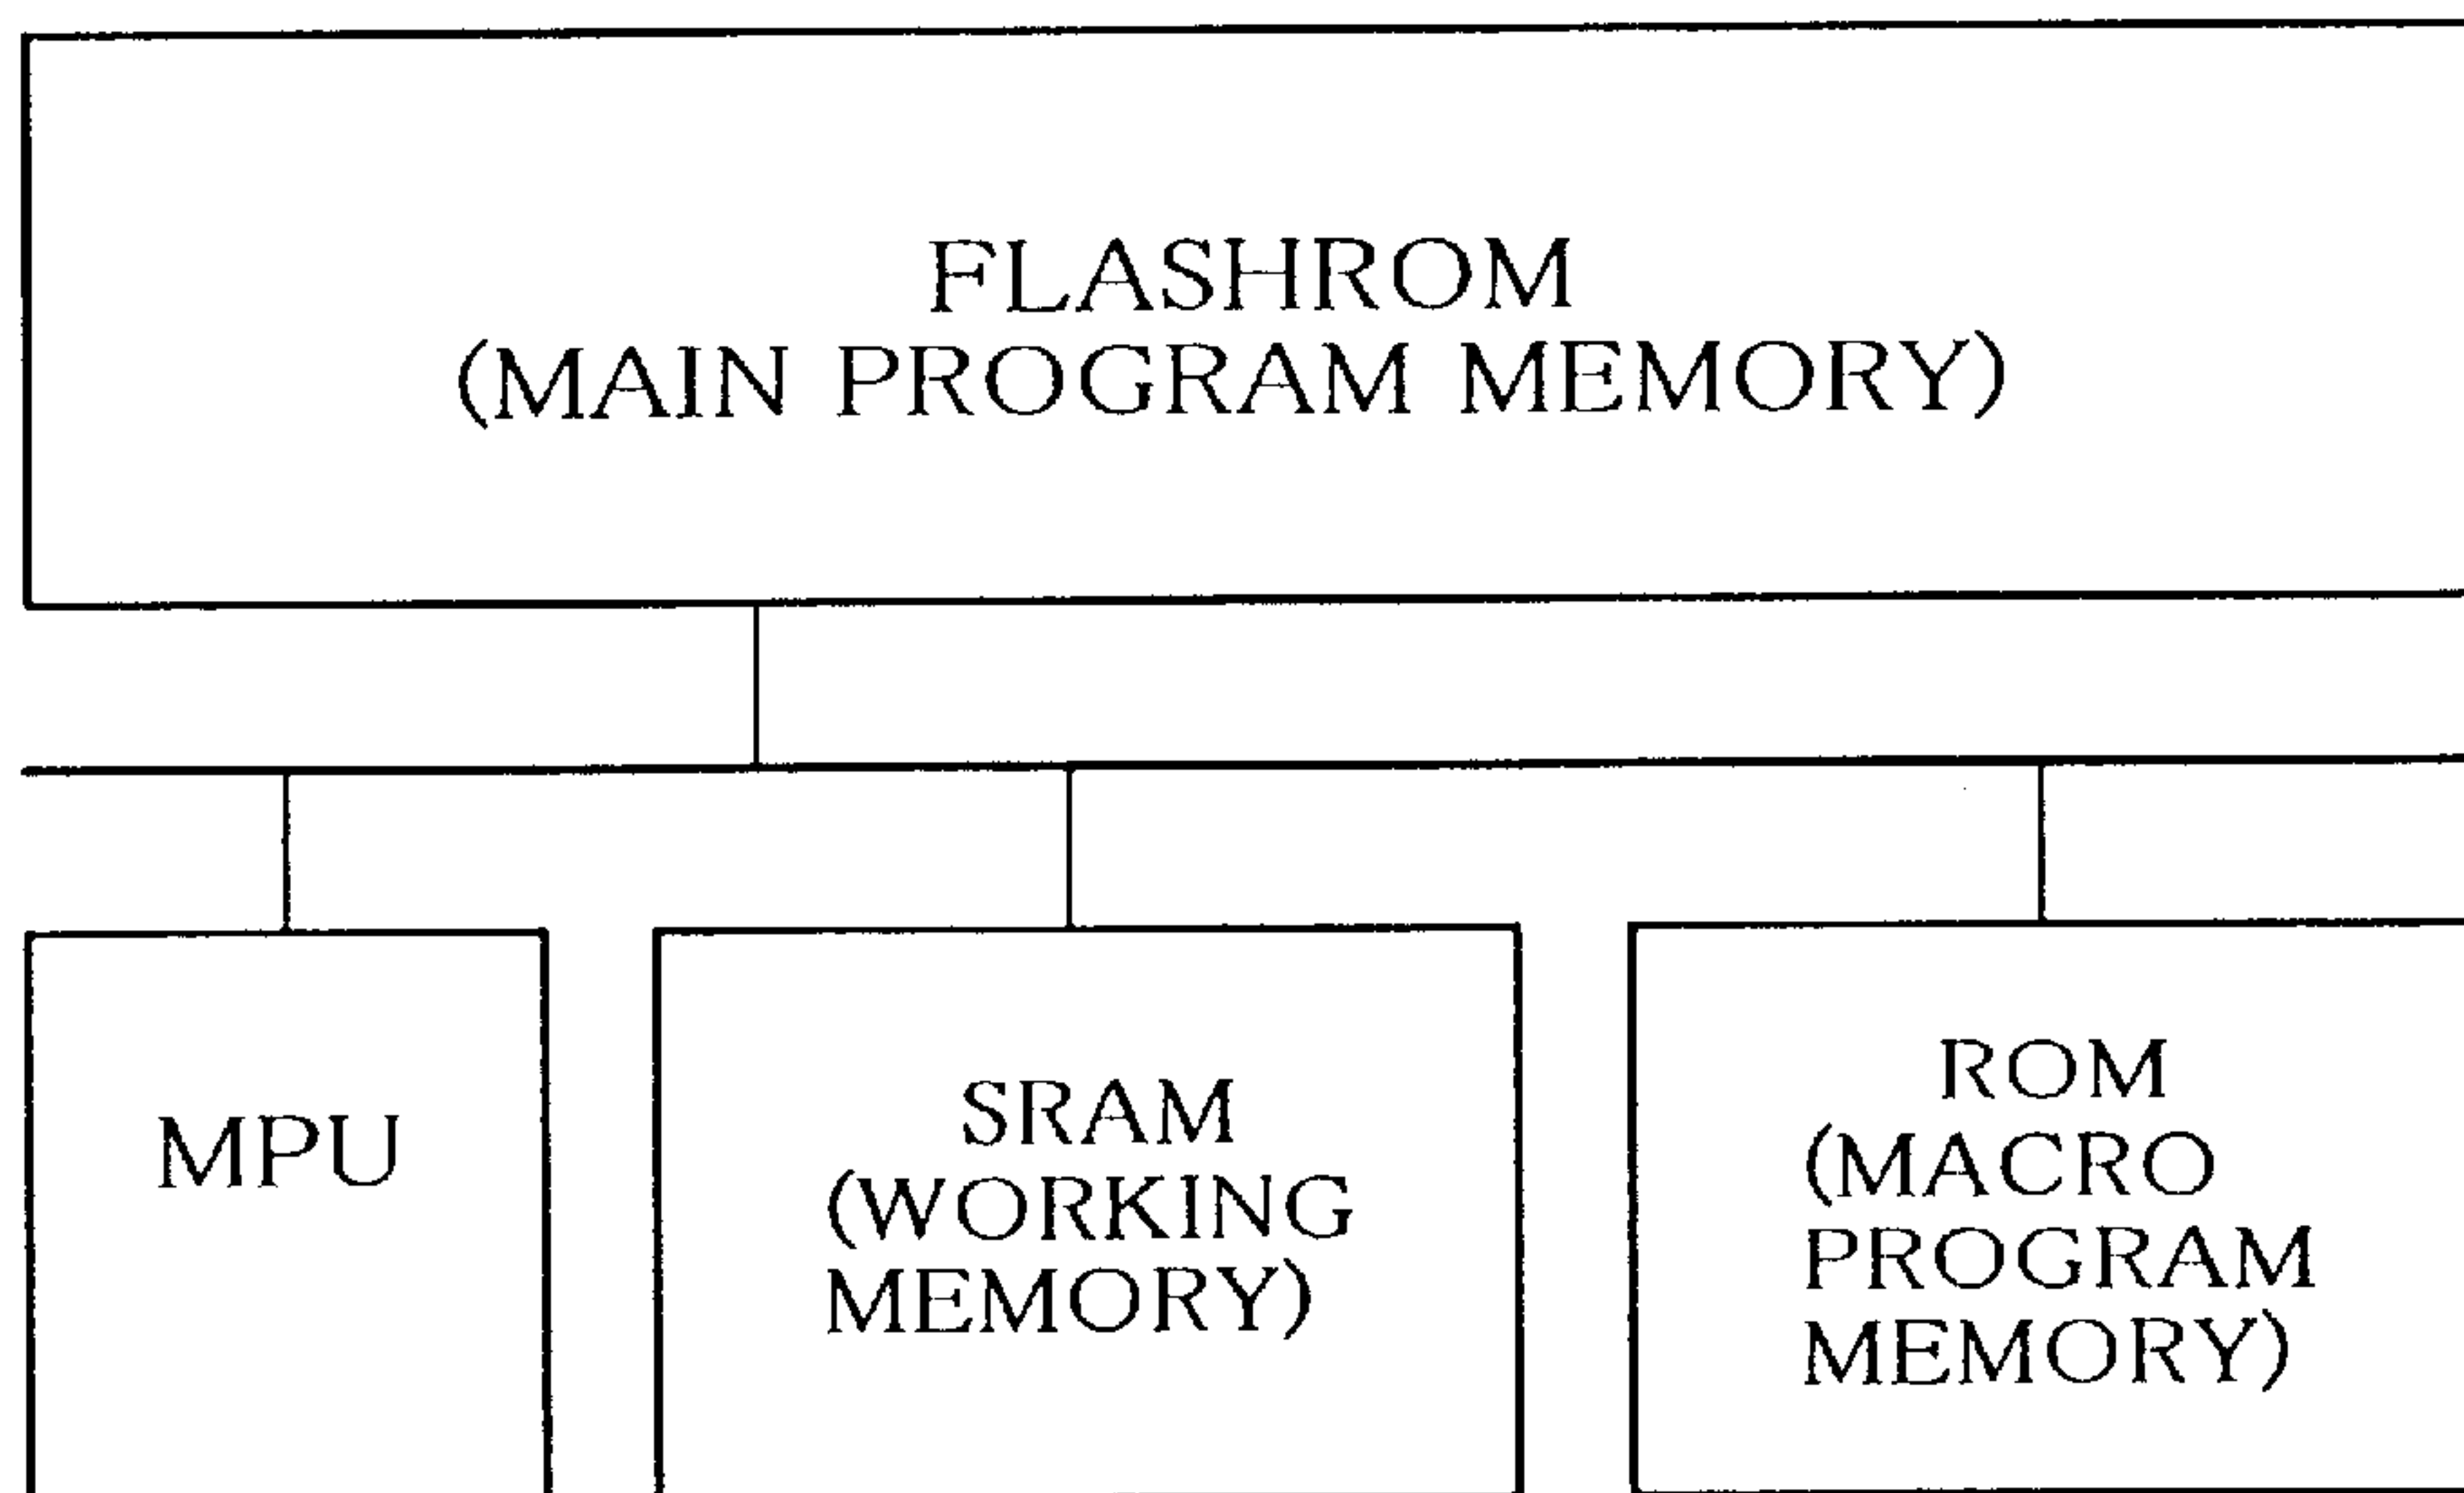 FLASHROM
(MAIN PROGRAM MEMORY)
MPU
SRAM
(WORKING
MEMORY)
ROM
(MACRO
PROGRAM
MEMORY)